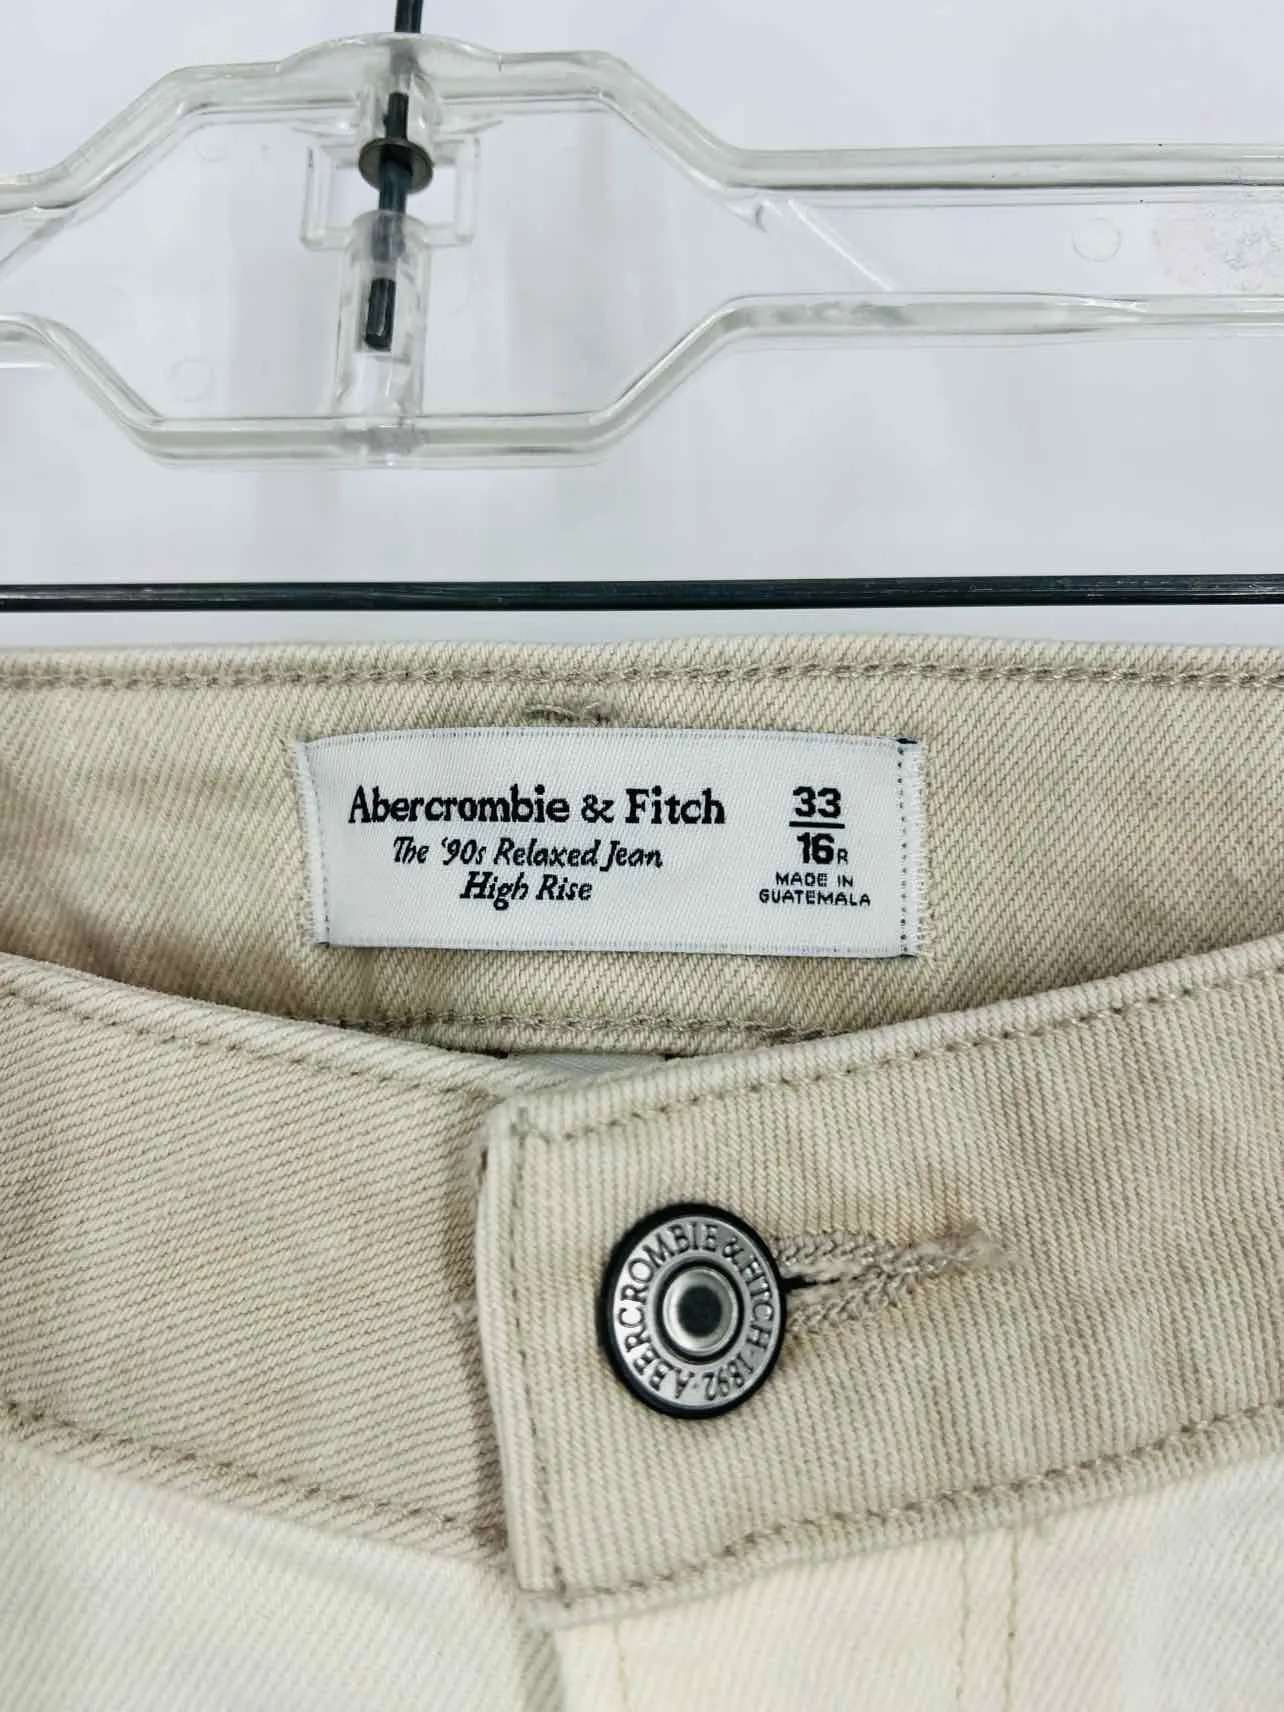 Abercrombie & Fitch
The '90s Relaxed Jean
High Rise
33
16R
MADE IN
GUATEMALA
ABERCROMBIE & FITCH · 1892 ·